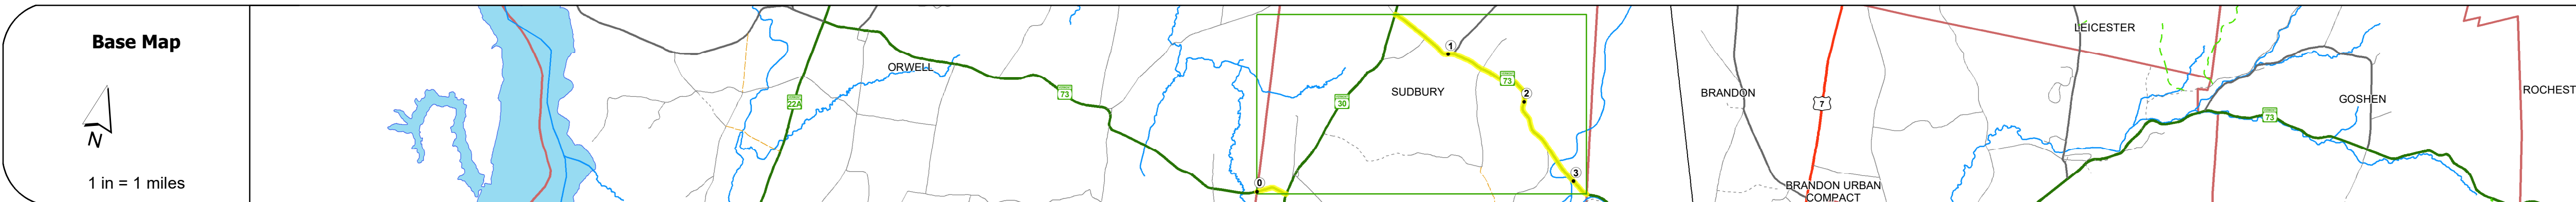 Base Map
N
1 in = 1 miles
ORWELL
22A
73
0
30
SUDBURY
1
73
2
3
BRANDON
7
BRANDON URBAN
COMPACT
LEICESTER
73
GOSHEN
ROCHEST